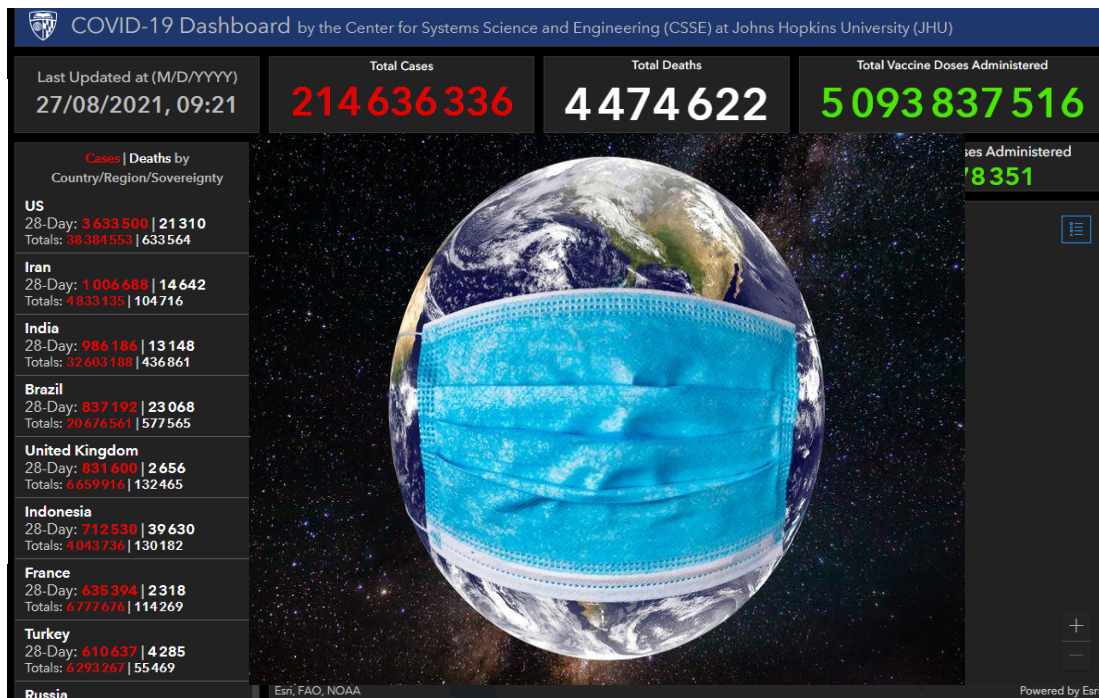 COVID-19 Dashboard by the Center for Systems Science and Engineering (CSSE) at Johns Hopkins University (JHU)
Last Updated at (M/D/YYYY)
27/08/2021, 09:21
Total Cases
214 636 336
Total Deaths
4 474 622
Total Vaccine Doses Administered
5 093 837 516
Cases | Deaths by
Country/Region/Sovereignty
US
28-Day: 3 633 500 | 21 310
Totals: 38 384 553 | 633 564
Iran
28-Day: 1 006 688 | 14 642
Totals: 4 833 135 | 104 716
India
28-Day: 986 186 | 13 148
Totals: 32 603 188 | 436 861
Brazil
28-Day: 837 192 | 23 068
Totals: 20 676 561 | 577 565
United Kingdom
28-Day: 831 600 | 2 656
Totals: 6 659 916 | 132 465
Indonesia
28-Day: 712 530 | 39 630
Totals: 4 043 736 | 130 182
France
28-Day: 635 394 | 2 318
Totals: 6 777 676 | 114 269
Turkey
28-Day: 610 637 | 4 285
Totals: 6 293 267 | 55 469
Russia
ses Administered
78 351
Esri, FAO, NOAA
Powered by Esri